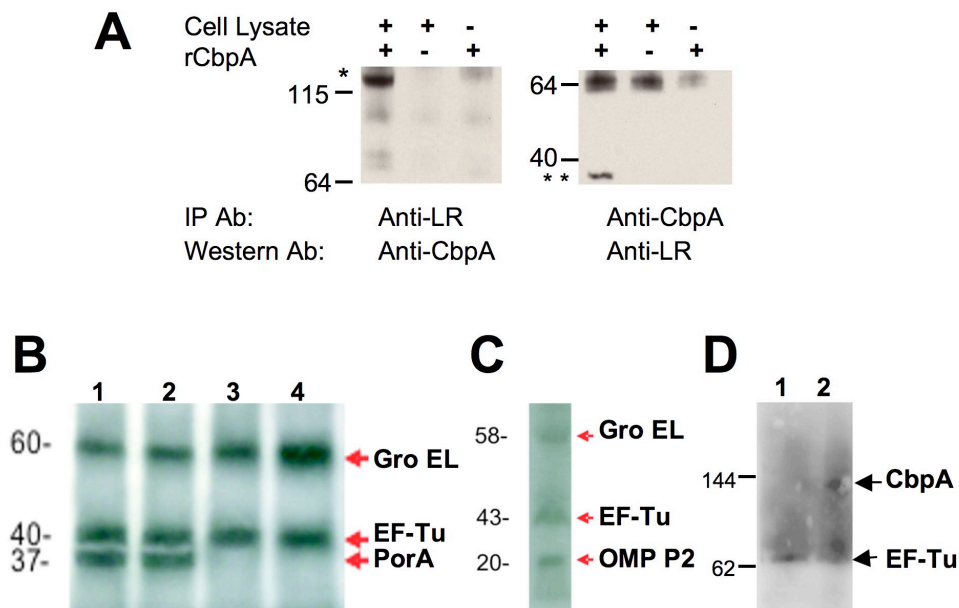 A
Cell Lysate + + - + + -
rCbpA + - + + - +
*
115
64
64
40
* *
IP Ab: Anti-LR Anti-CbpA
Western Ab: Anti-CbpA Anti-LR
B
1 2 3 4
60-
Gro EL
40-
EF-Tu
37-
PorA
C
58-
Gro EL
43-
EF-Tu
20-
OMP P2
D
1 2
144
CbpA
62
EF-Tu